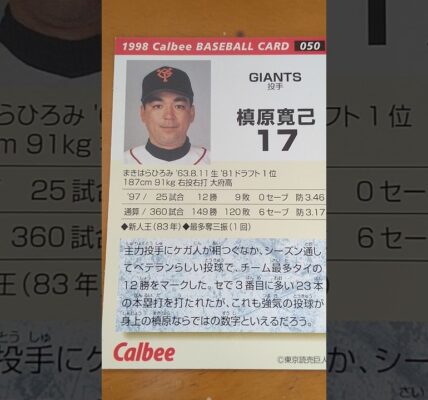 1998 Calbee BASEBALL CARD 050
GIANTS
投手
槙原寛己
17
まきはらひろみ '63.8.11生 '81ドラフト1位
187cm 91kg 右投右打 大府高
'97/ 25試合 12勝 9敗 0セーブ 防3.46
通算/360試合 149勝 120敗 6セーブ 防3.17
◆新人王(83年)◆最多奪三振(1回)
主力投手にケガ人が相つぐなか、シーズン通し
てベテランらしい投球で、チーム最多タイの
12勝をマークした。セで3番目に多い23本
の本塁打を打たれたが、これも強気の投球が
身上の槙原ならではの数字といえるだろう。
Calbee
©東京読売巨人